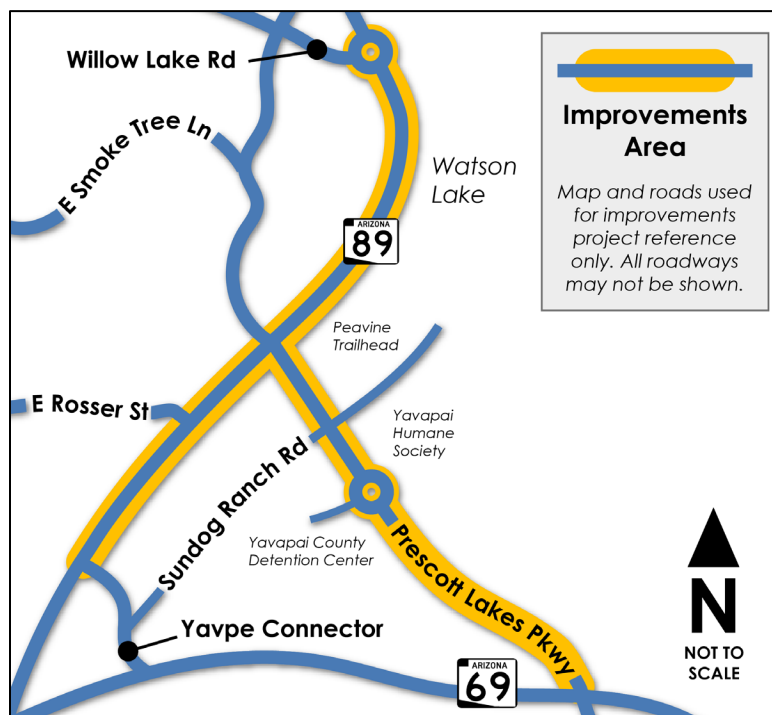 Willow Lake Rd
E Smoke Tree Ln
Watson
Lake
ARIZONA
89
Improvements
Area
Map and roads used
for improvements
project reference
only. All roadways
may not be shown.
Peavine
Trailhead
E Rosser St
Yavapai
Humane
Society
Sundog Ranch Rd
Yavapai County
Detention Center
Prescott Lakes Pkwy
Yavpe Connector
ARIZONA
69
N
NOT TO
SCALE